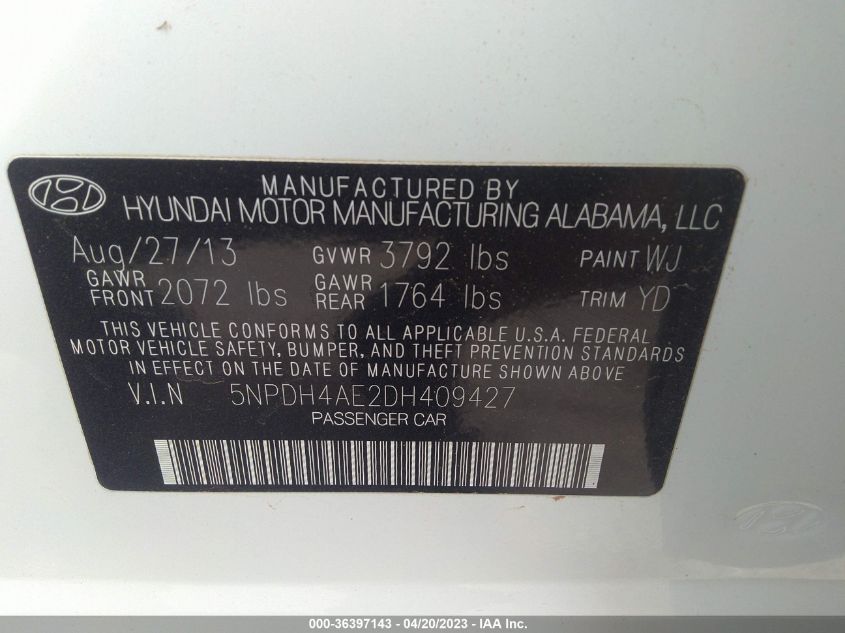 MANUFACTURED BY
HYUNDAI MOTOR MANUFACTURING ALABAMA, LLC
Aug/27/13 GVWR 3792 lbs PAINT WJ
GAWR FRONT 2072 lbs GAWR REAR 1764 lbs TRIM YD
THIS VEHICLE CONFORMS TO ALL APPLICABLE U.S.A. FEDERAL
MOTOR VEHICLE SAFETY, BUMPER, AND THEFT PREVENTION STANDARDS
IN EFFECT ON THE DATE OF MANUFACTURE SHOWN ABOVE
V.I.N 5NPDH4AE2DH409427
PASSENGER CAR
000-36397143 - 04/20/2023 - IAA Inc.